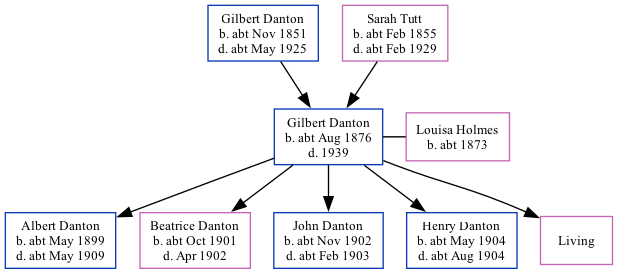 Gilbert Danton
b. abt Nov 1851
d. abt May 1925
Sarah Tutt
b. abt Feb 1855
d. abt Feb 1929
Gilbert Danton
b. abt Aug 1876
d. 1939
Louisa Holmes
b. abt 1873
Albert Danton
b. abt May 1899
d. abt May 1909
Beatrice Danton
b. abt Oct 1901
d. Apr 1902
John Danton
b. abt Nov 1902
d. abt Feb 1903
Henry Danton
b. abt May 1904
d. abt Aug 1904
Living